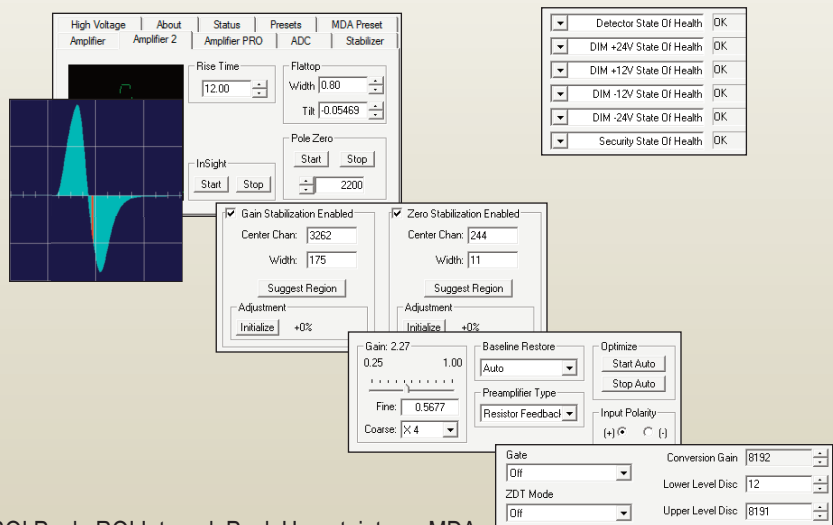 High Voltage About Status Presets MDA Preset
Amplifier Amplifier 2 Amplifier PRO ADC Stabilizer
Rise Time
12.00
Flattop
Width 0.80
Tilt -0.05469
Pole Zero
Start Stop
2200
InSight
Start Stop
Detector State Of Health OK
DIM +24V State Of Health OK
DIM +12V State Of Health OK
DIM -12V State Of Health OK
DIM -24V State Of Health OK
Security State Of Health OK
Gain Stabilization Enabled
Center Chan: 3262
Width: 175
Suggest Region
Adjustment
Initialize +0%
Zero Stabilization Enabled
Center Chan: 244
Width: 11
Suggest Region
Adjustment
Initialize +0%
Gain: 2.27
0.25 1.00
Fine: 0.5677
Coarse: X 4
Baseline Restore
Auto
Preamplifier Type
Resistor Feedback
Optimize
Start Auto
Stop Auto
Input Polarity
(+) (-)
Gate
Off
ZDT Mode
Off
Conversion Gain 8192
Lower Level Disc 12
Upper Level Disc 8191